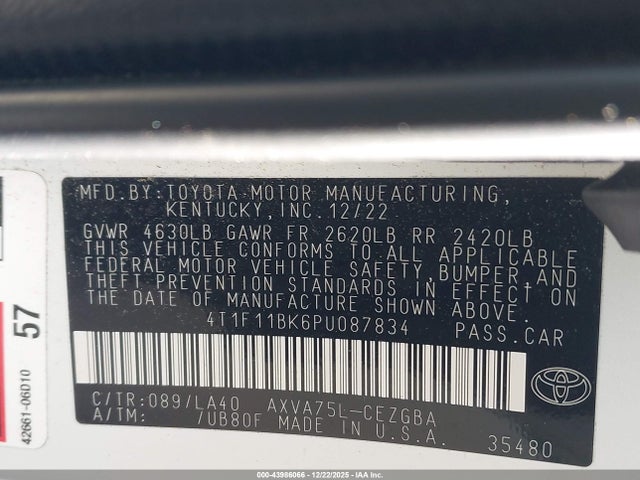 MFD.BY:TOYOTA MOTOR MANUFACTURING,
KENTUCKY,INC.12/22
GVWR 4630LB GAWR FR 2620LB RR 2420LB
THIS VEHICLE CONFORMS TO ALL APPLICABLE
FEDERAL MOTOR VEHICLE SAFETY,BUMPER,AND
THEFT PREVENTION STANDARDS IN EFFECT ON
THE DATE OF MANUFACTURE SHOWN ABOVE.
4T1F11BK6PU087834 PASS.CAR
C/TR:089/LA40 AXVA75L-CEZGBA
A/TM: /UB80F MADE IN U.S.A. 35480
57
42661-06D10
000-43986066 - 12/22/2025 - IAAI.COM